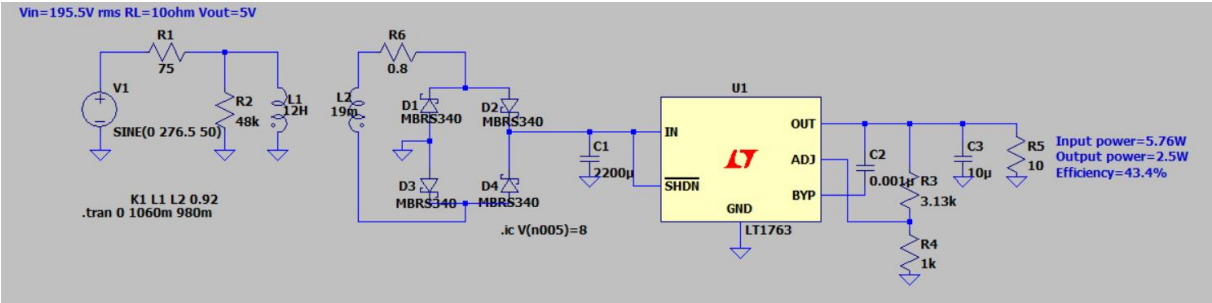 Vin=195.5V rms RL=10ohm Vout=5V
R1
75
V1
SINE(0 276.5 50)
R2
48k
L1
12H
L2
19m
R6
0.8
D1
MBRS340
D2
MBRS340
D3
MBRS340
D4
MBRS340
C1
2200µ
U1
IN
SHDN
OUT
ADJ
BYP
GND
LT1763
C2
0.001µ
R3
3.13k
R4
1k
C3
10µ
R5
10
Input power=5.76W
Output power=2.5W
Efficiency=43.4%
K1 L1 L2 0.92
.tran 0 1060m 980m
.ic V(n005)=8